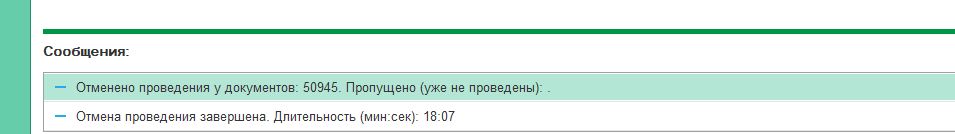 Сообщения:
Отменено проведения у документов: 50945. Пропущено (уже не проведены): .
Отмена проведения завершена. Длительность (мин:сек): 18:07